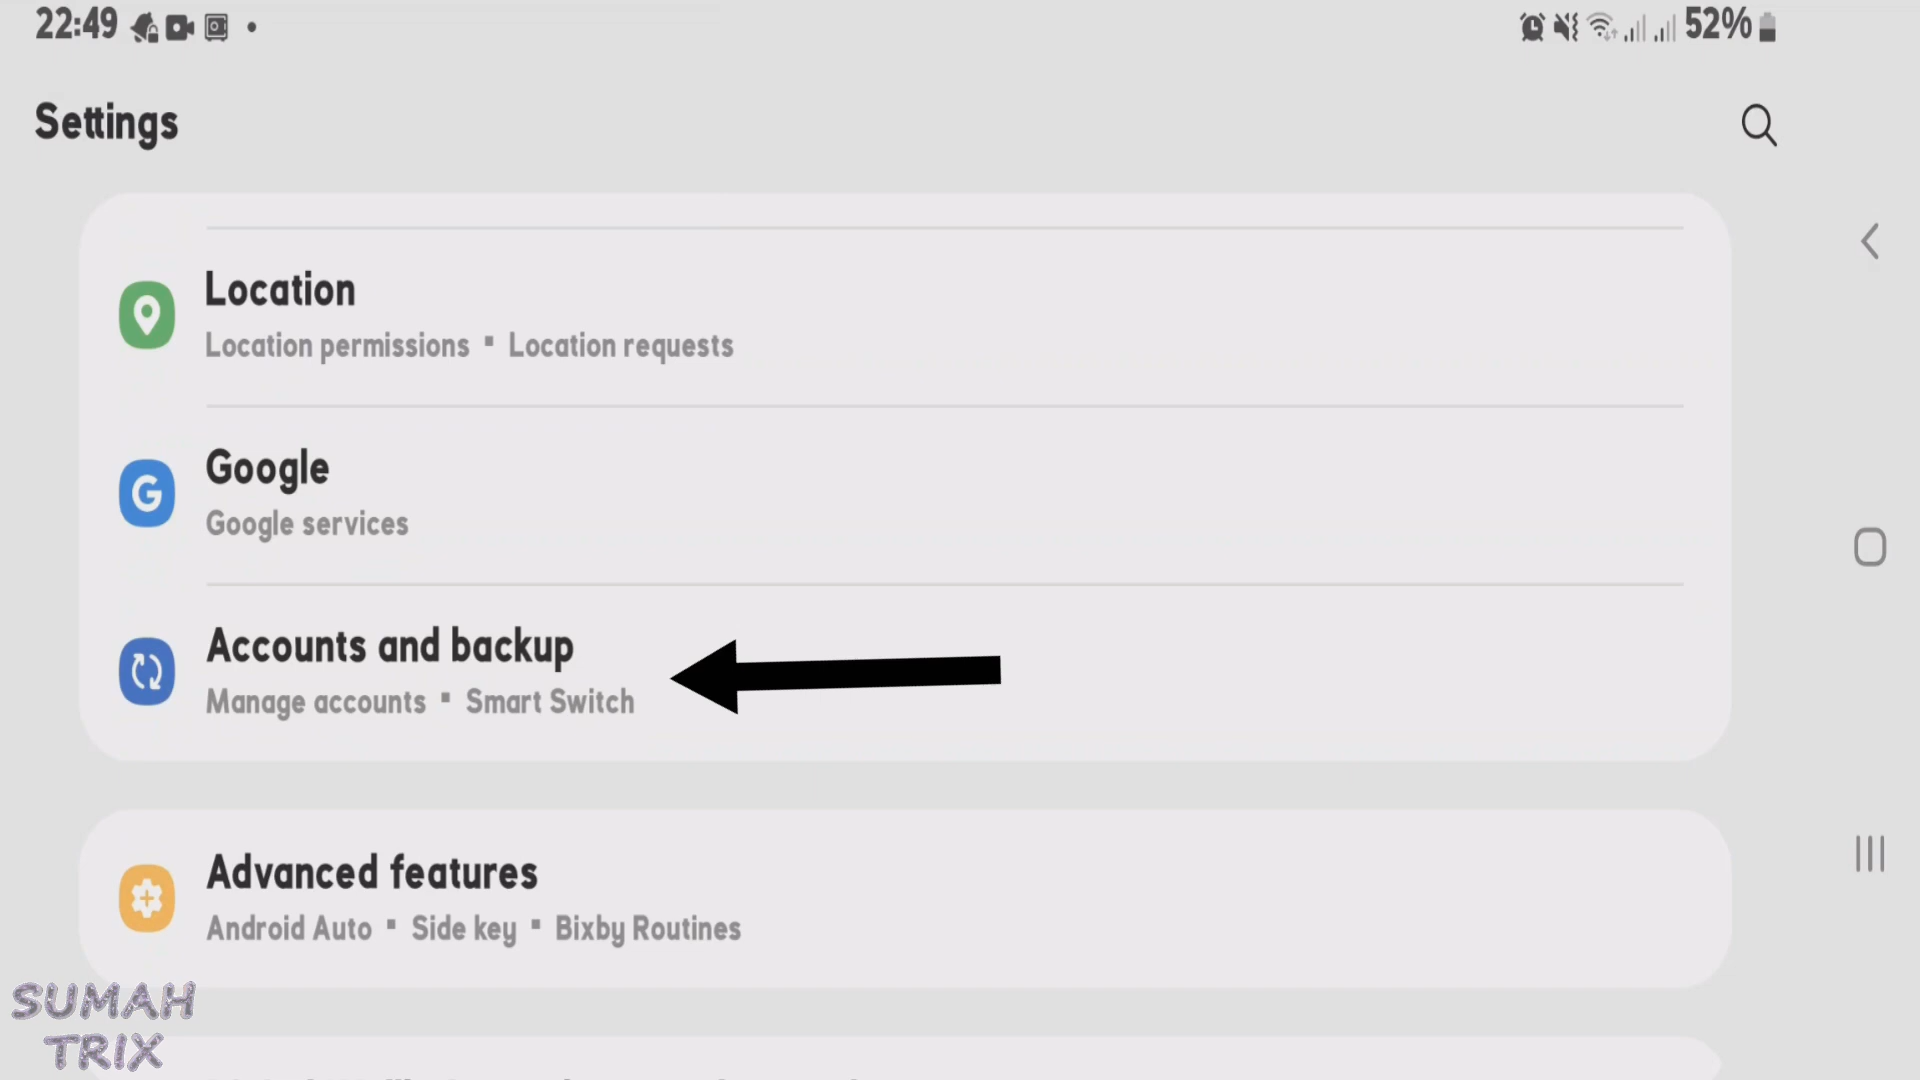 22:49
52%
Settings
Location
Location permissions ▪ Location requests
Google
Google services
Accounts and backup
Manage accounts ▪ Smart Switch
Advanced features
Android Auto ▪ Side key ▪ Bixby Routines
SUMAH
TRIX